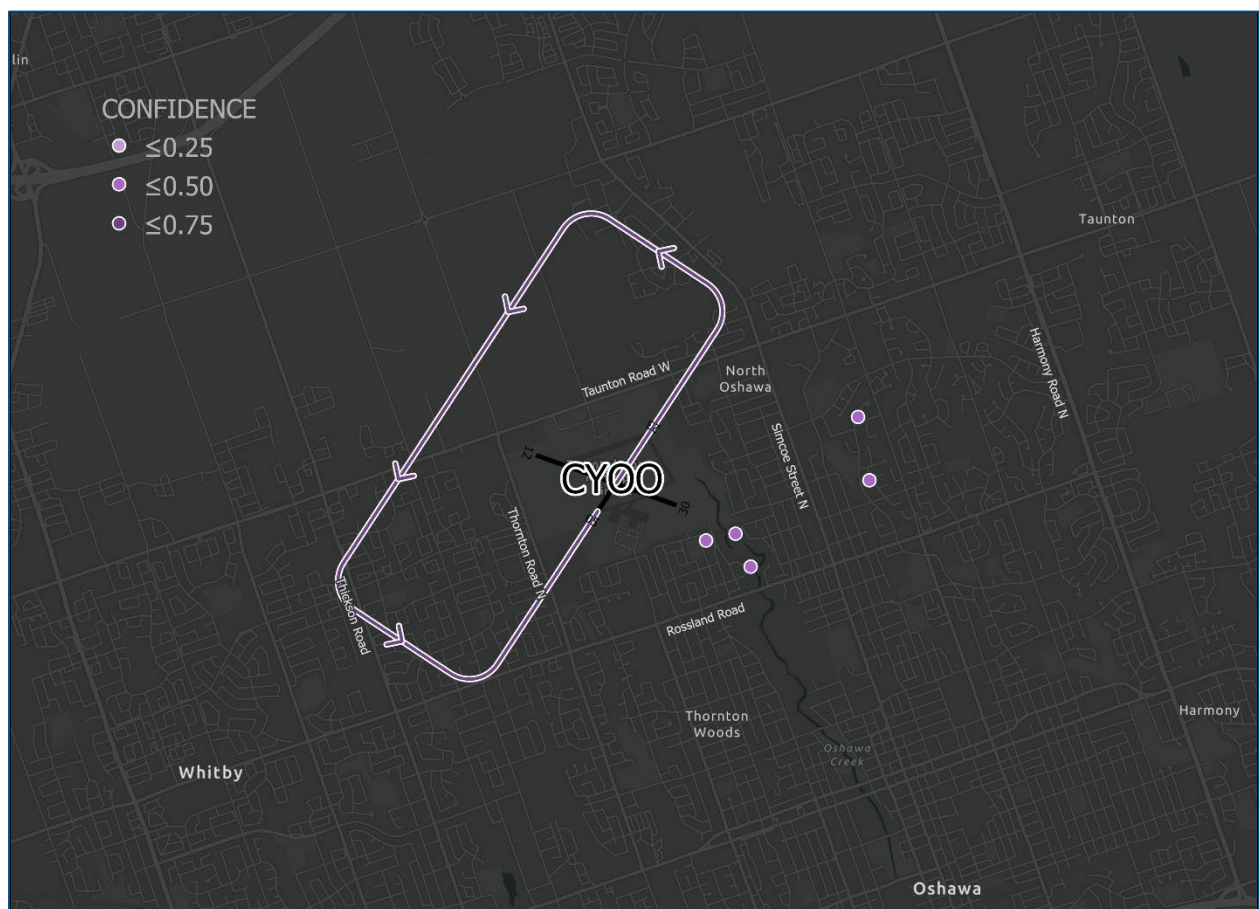 lin
CONFIDENCE
≤0.25
≤0.50
≤0.75
Taunton
Harmony Road N
Taunton Road W
North
Oshawa
Simcoe Street N
12
CYOO
30
Thornton Road N
Thickson Road
Rossland Road
Thornton
Woods
Harmony
Oshawa
Creek
Whitby
Oshawa